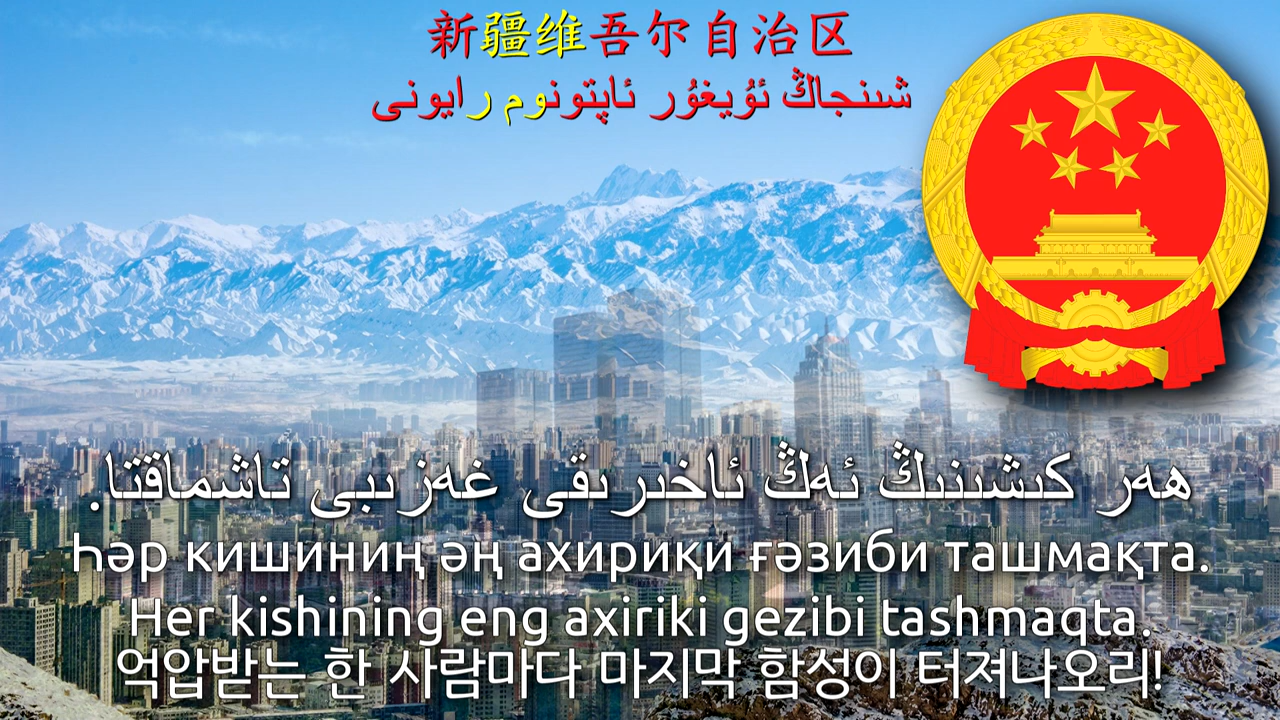 新疆维吾尔自治区
شىنجاڭ ئۇيغۇر ئاپتونوم رايونى
ھەر كىشىنىڭ ئەڭ ئاخىرىقى غەزىبى تاشماقتا.
Һәр кишиниң әң ахириқи ғәзиби ташмақта.
Her kishining eng axiriki gezibi tashmaqta.
억압받는 한 사람마다 마지막 함성이 터져나오리!